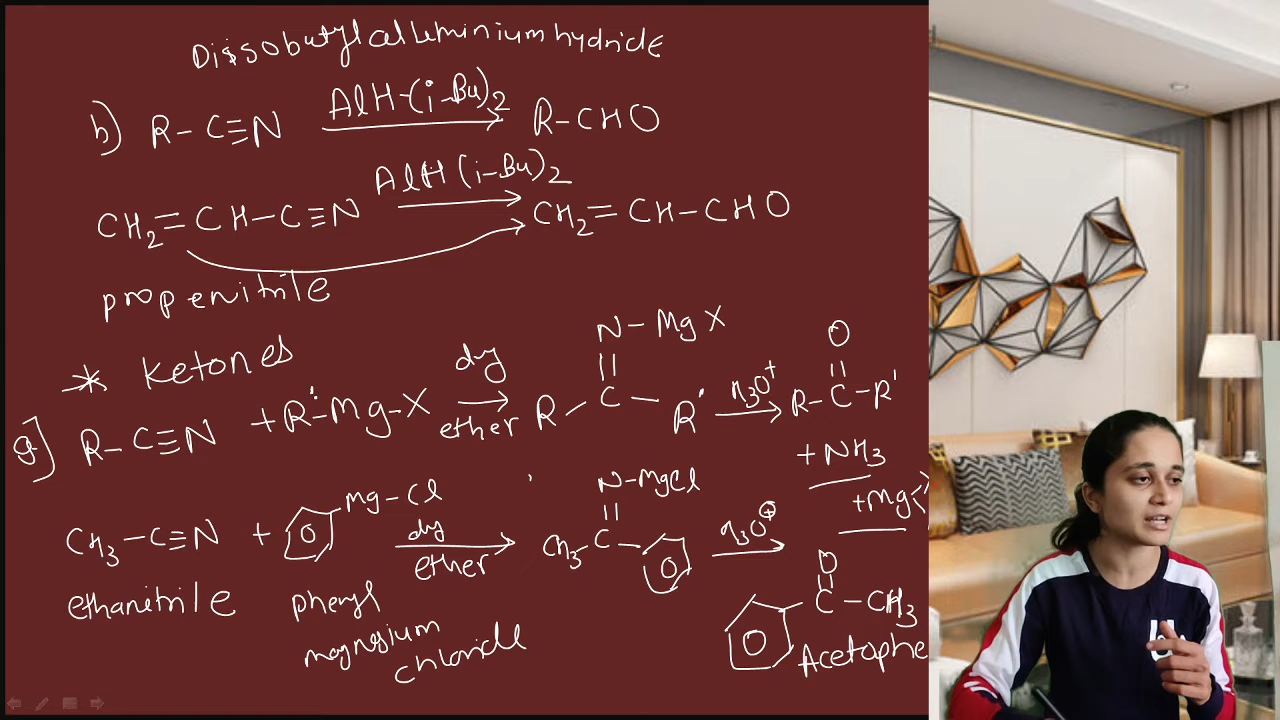 Diisobutylalluminium hydride
b) R-C≡N AlH-(i-Bu)2 → R-CHO
CH2=CH-C≡N AlH(i-Bu)2 → CH2=CH-CHO
propenitrile
* Ketones
a] R-C≡N + R'-Mg-X dry ether → R-C(=N-MgX)-R' H3O+ → R-C(=O)-R'
+NH3
+Mg
CH3-C≡N + Mg-Cl dry ether → CH3-C(=N-MgCl)- H3O⊕ → C(=O)-CH3
ethanitrile phenyl magnesium chloride Acetophe